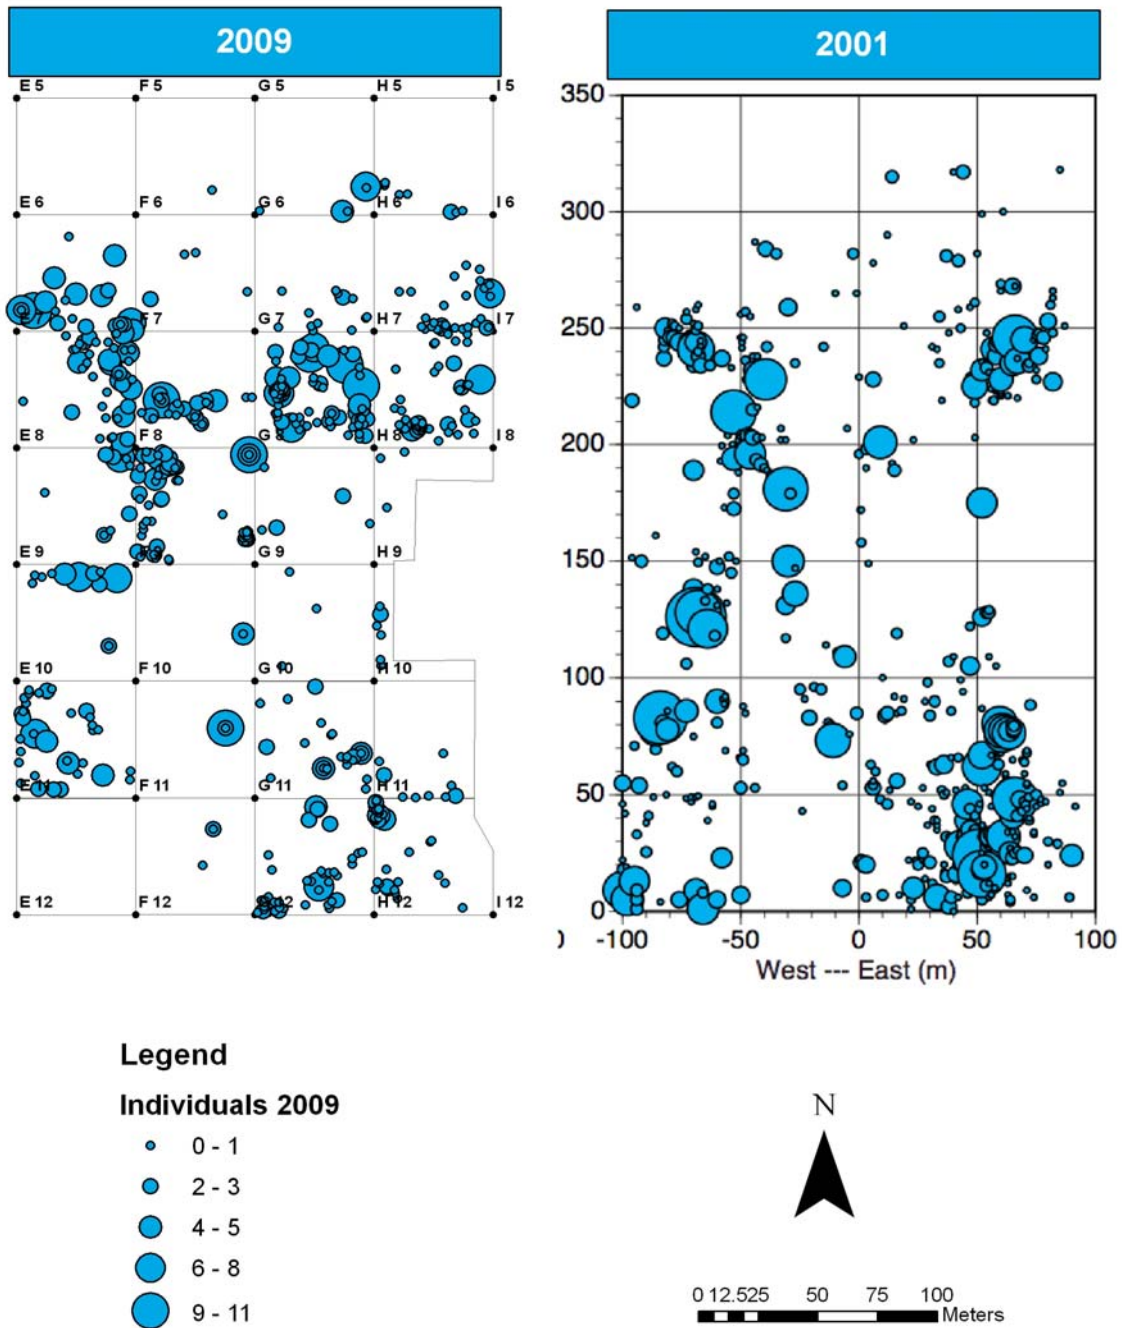 2009
2001
E 5 F 5 G 5 H 5 I 5
E 6 F 6 G 6 H 6 I 6
F 7 G 7 H 7 I 7
E 8 F 8 G 8 H 8 I 8
E 9 G 9 H 9
E 10 F 10 G 10 H 10
E 11 F 11 G 11 H 11
E 12 F 12 12 H 12 I 12
350
300
250
200
150
100
50
0
) -100 -50 0 50 100
West --- East (m)
Legend
Individuals 2009
0 - 1
2 - 3
4 - 5
6 - 8
9 - 11
N
0 12.525 50 75 100
Meters